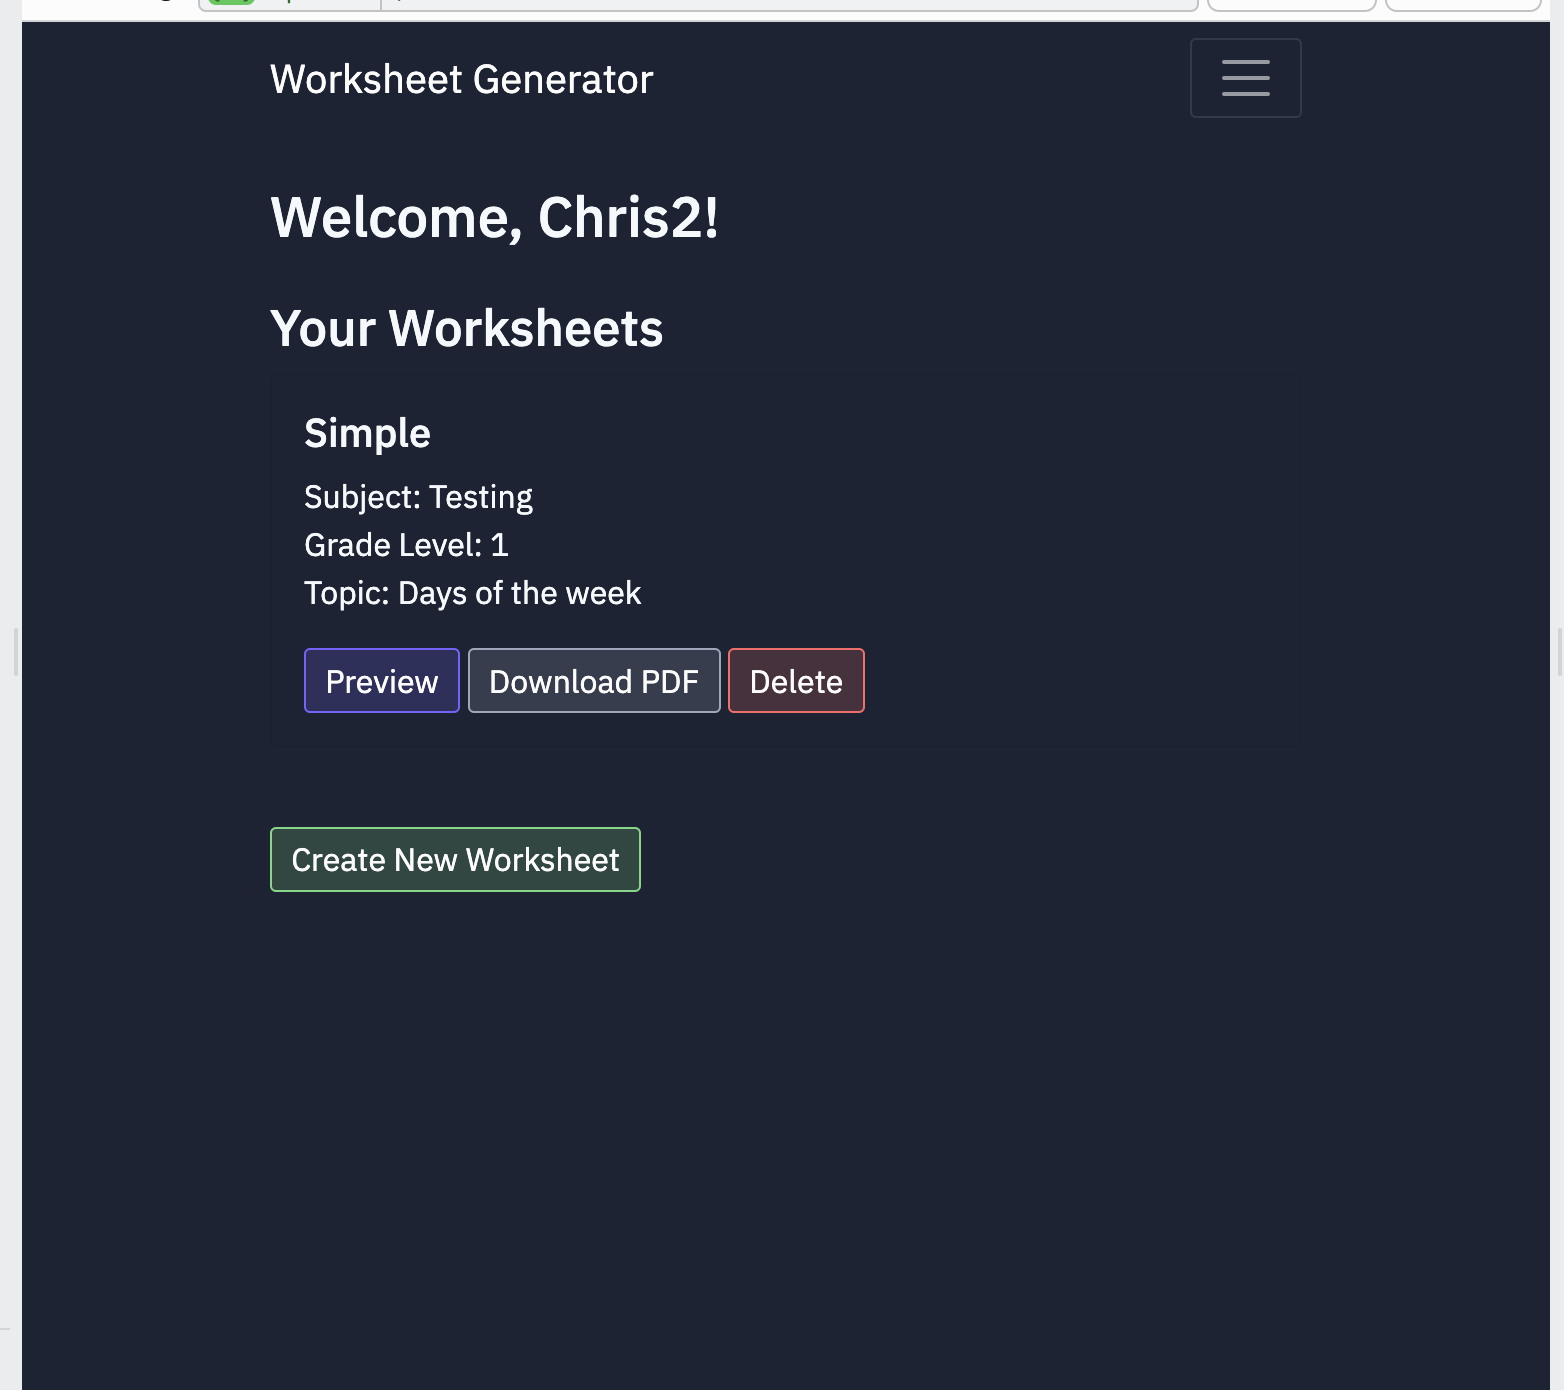 Worksheet Generator
Welcome, Chris2!
Your Worksheets
Simple
Subject: Testing
Grade Level: 1
Topic: Days of the week
Preview Download PDF Delete
Create New Worksheet